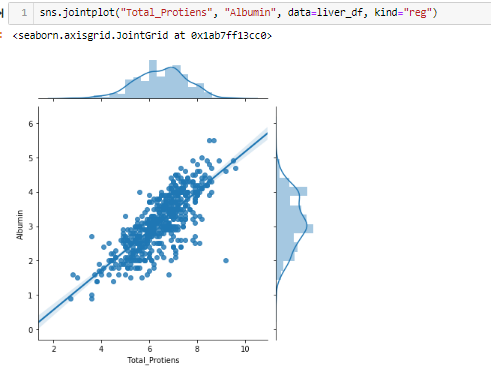 1 sns.jointplot("Total_Protiens", "Albumin", data=liver_df, kind="reg")
<seaborn.axisgrid.JointGrid at 0x1ab7ff13cc0>
6
5
4
3
2
1
0
Albumin
2 4 6 8 10
Total_Protiens